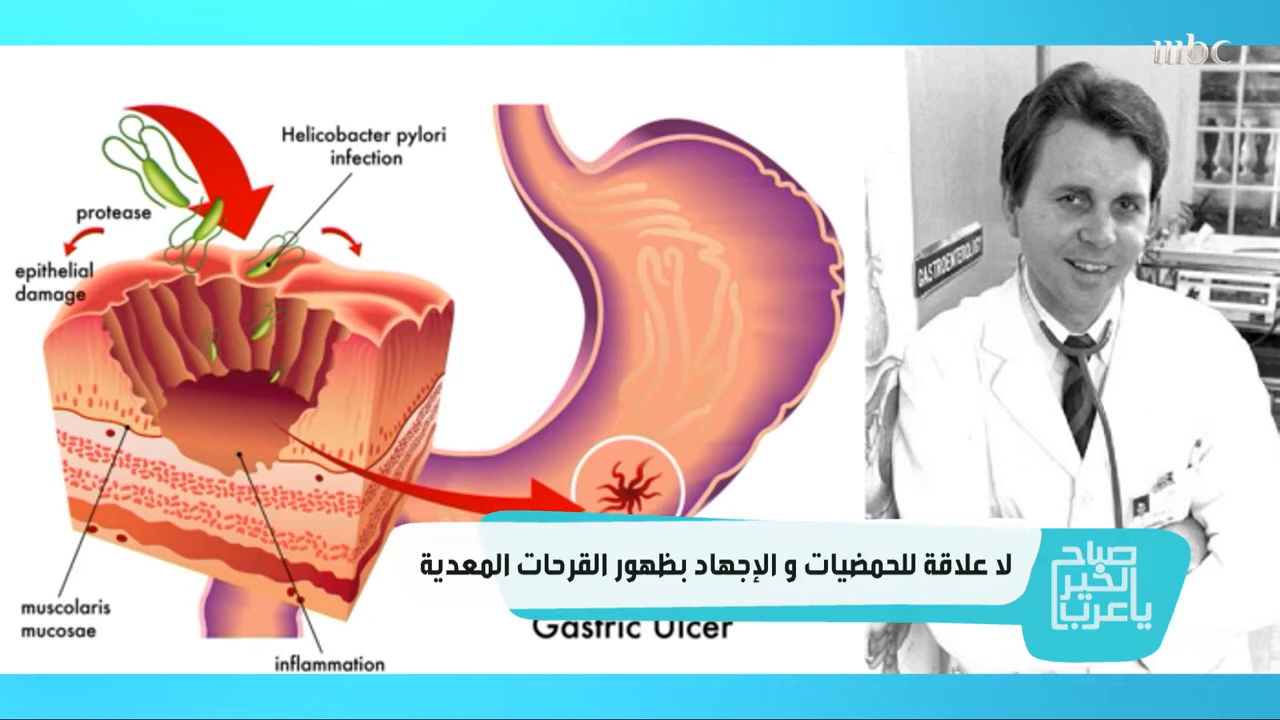 mbc
Helicobacter pylori
infection
protease
epithelial
damage
GASTROENTEROLOGY
لا علاقة للحمضيات و الإجهاد بظهور القرحات المعدية
صباح
الخير
ياعرب
muscolaris
mucosae
Gastric Ulcer
inflammation